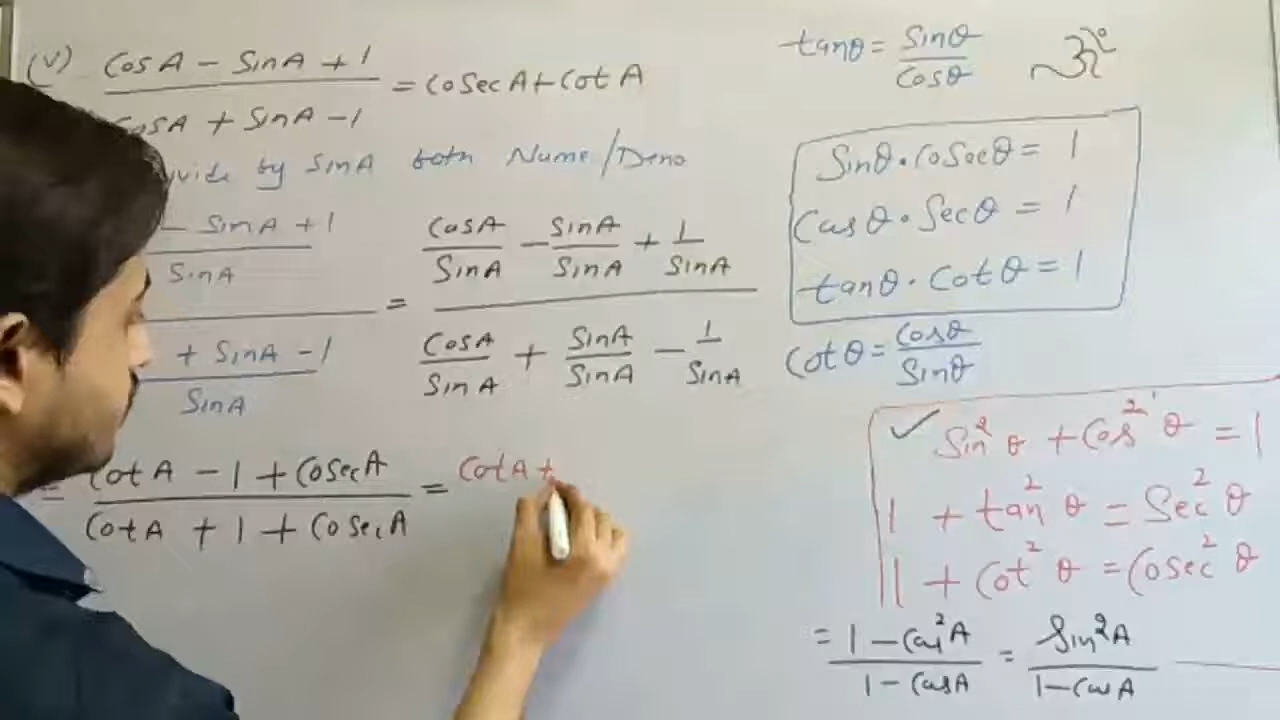 (V) CosA - SinA + 1 / CosA + SinA - 1 = CosecA + CotA
by SinA both Nume/Deno
- SinA + 1 / SinA
+ SinA - 1 / SinA
= CosA/SinA - SinA/SinA + 1/SinA
CosA/SinA + SinA/SinA - 1/SinA
= CotA - 1 + CosecA / CotA + 1 + CosecA = CotA +
tanθ = Sinθ/Cosθ
Sinθ.Cosecθ = 1
Cosθ.Secθ = 1
tanθ.Cotθ = 1
Cotθ = Cosθ/Sinθ
✓ Sin²θ + Cos²θ = 1
1 + tan²θ = Sec²θ
1 + Cot²θ = Cosec²θ
= 1 - Cos²A / 1 - CosA = Sin²A / 1 - CosA